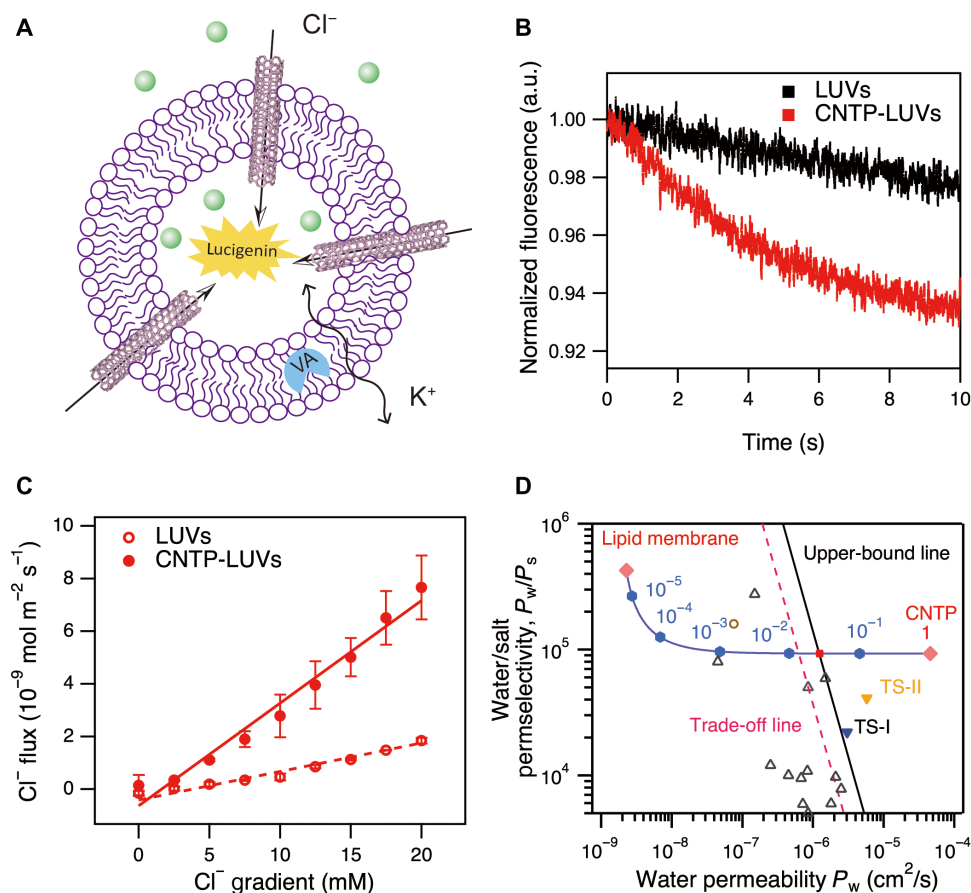 A
Cl⁻
Lucigenin
VA
K⁺
B
LUVs
CNTP-LUVs
Normalized fluorescence (a.u.)
1.00
0.98
0.96
0.94
0.92
0 2 4 6 8 10
Time (s)
C
LUVs
CNTP-LUVs
Cl⁻ flux (10⁻⁹ mol m⁻² s⁻¹)
10
8
6
4
2
0
0 5 10 15 20
Cl⁻ gradient (mM)
D
Water/salt
permselectivity, Pw/Ps
10⁶
10⁵
10⁴
Lipid membrane
Upper-bound line
10⁻⁵
10⁻⁴
10⁻³
10⁻²
10⁻¹
CNTP
1
TS-II
Trade-off line
TS-I
10⁻⁹ 10⁻⁸ 10⁻⁷ 10⁻⁶ 10⁻⁵ 10⁻⁴
Water permeability Pw (cm²/s)